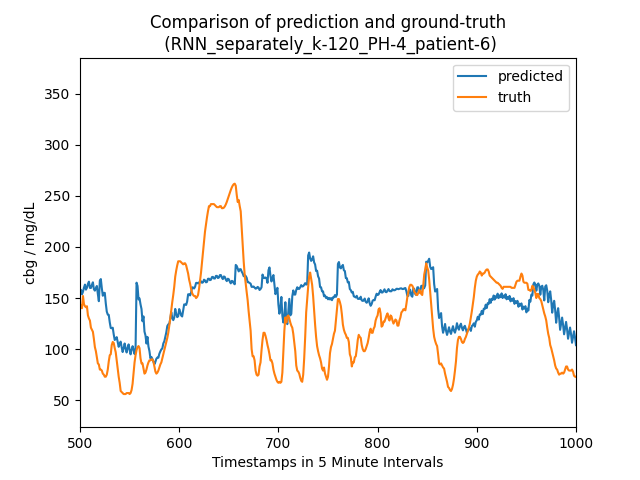 Comparison of prediction and ground-truth
(RNN_separately_k-120_PH-4_patient-6)
predicted
truth
350
300
250
200
150
100
50
cbg / mg/dL
500
600
700
800
900
1000
Timestamps in 5 Minute Intervals